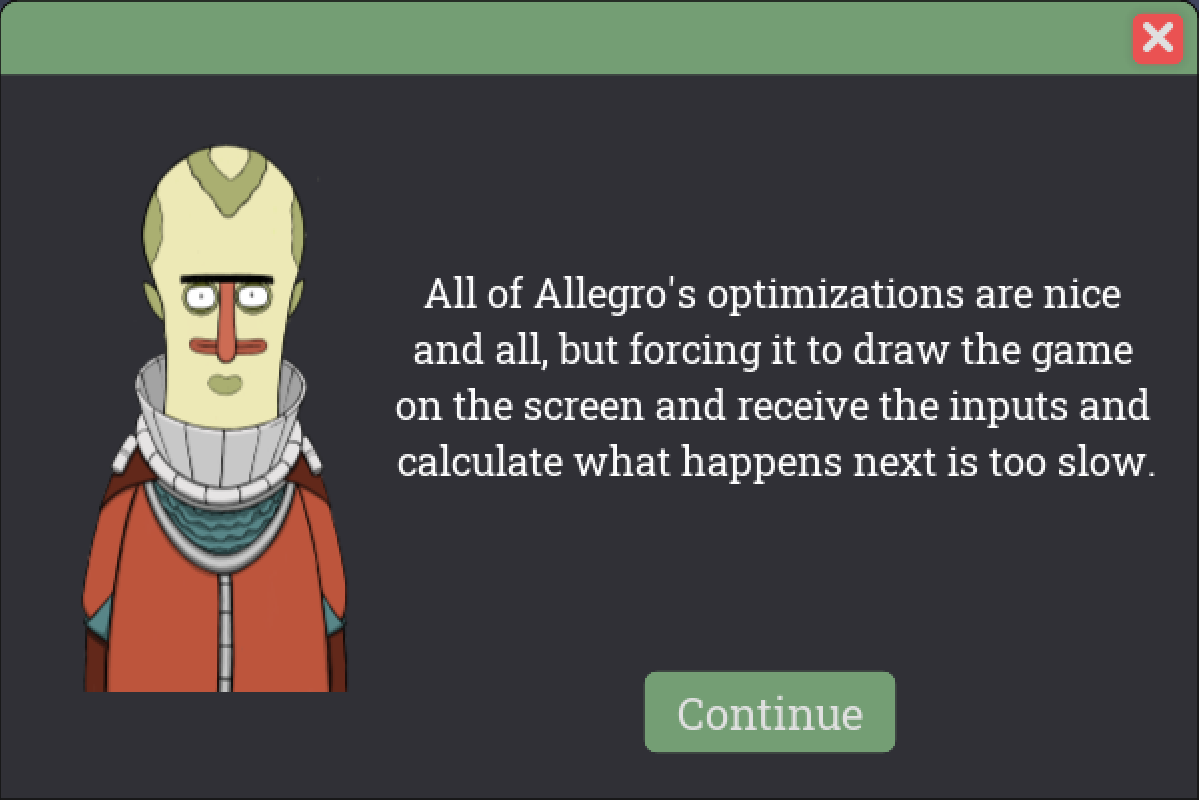 All of Allegro's optimizations are nice
and all, but forcing it to draw the game
on the screen and receive the inputs and
calculate what happens next is too slow.
Continue